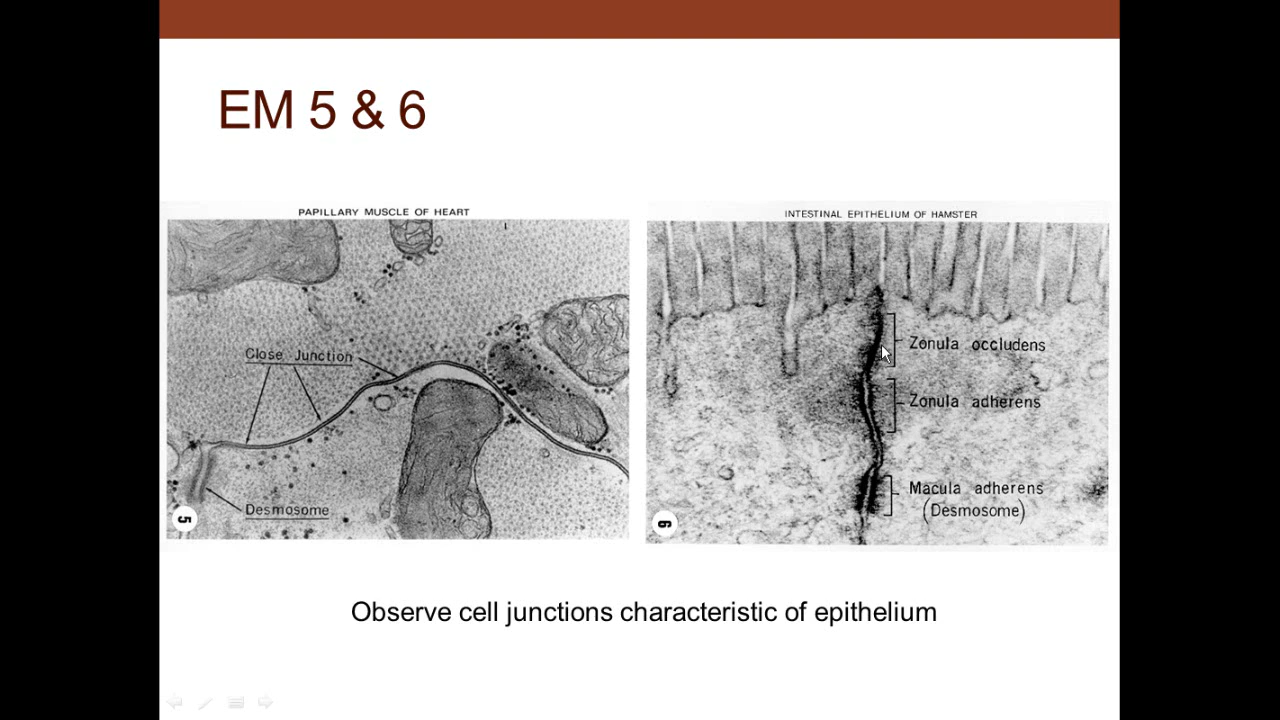 EM 5 & 6
PAPILLARY MUSCLE OF HEART
Close Junction
Desmosome
5
INTESTINAL EPITHELIUM OF HAMSTER
Zonula occludens
Zonula adherens
Macula adherens
(Desmosome)
6
Observe cell junctions characteristic of epithelium